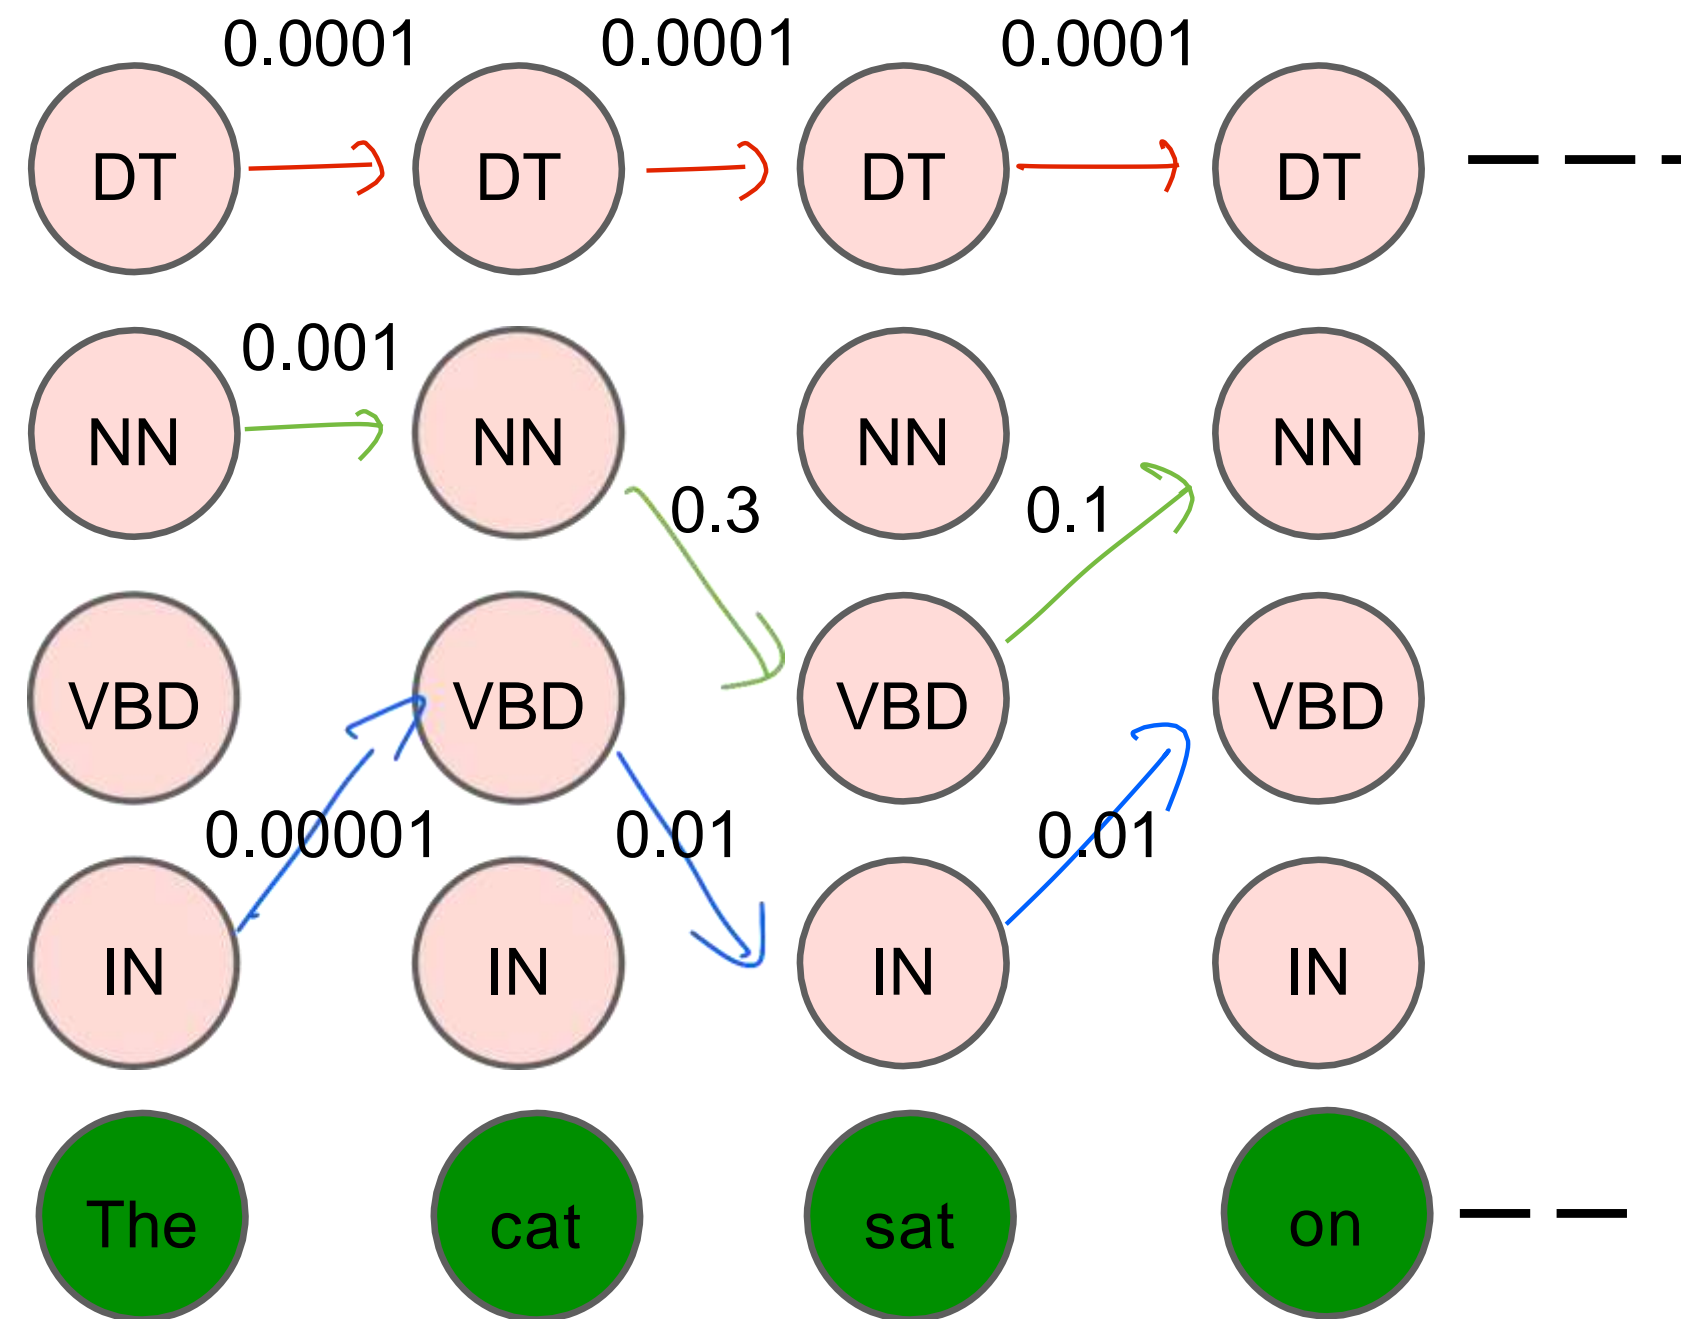 0.0001 0.0001 0.0001
DT DT DT DT
0.001
NN NN NN NN
0.3 0.1
VBD VBD VBD VBD
0.00001 0.01 0.01
IN IN IN IN
The cat sat on